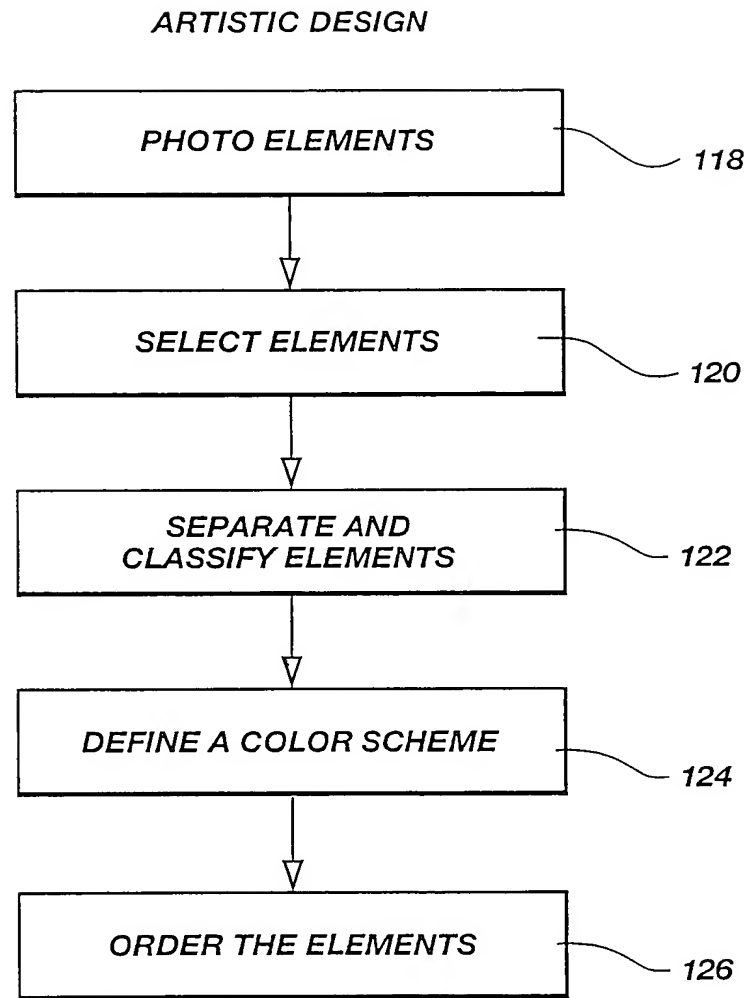 ARTISTIC DESIGN
PHOTO ELEMENTS
118
SELECT ELEMENTS
120
SEPARATE AND
CLASSIFY ELEMENTS
122
DEFINE A COLOR SCHEME
124
ORDER THE ELEMENTS
126